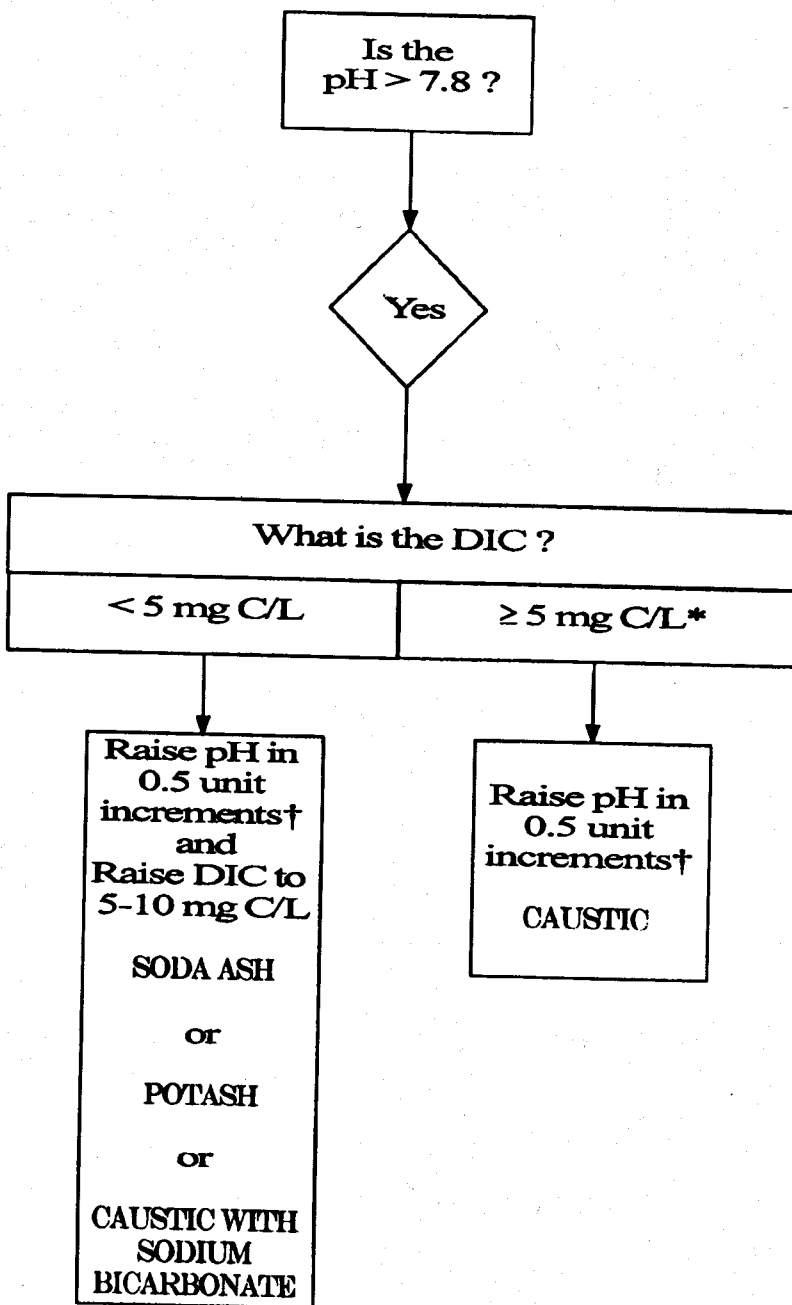 Is the
pH > 7.8 ?
Yes
What is the DIC ?
< 5 mg C/L
≥ 5 mg C/L*
Raise pH in
0.5 unit
increments†
and
Raise DIC to
5-10 mg C/L
SODA ASH
or
POTASH
or
CAUSTIC WITH
SODIUM
BICARBONATE
Raise pH in
0.5 unit
increments†
CAUSTIC